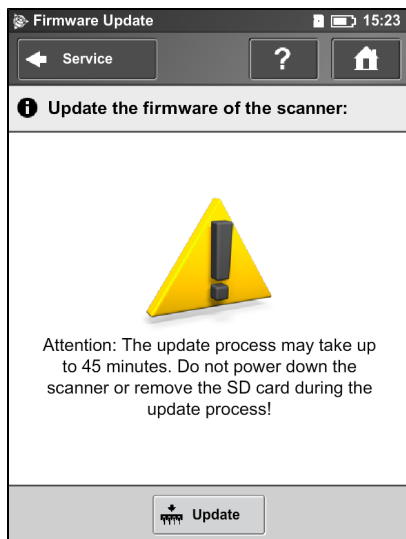 Firmware Update 15:23
Service ?
Update the firmware of the scanner:
Attention: The update process may take up
to 45 minutes. Do not power down the
scanner or remove the SD card during the
update process!
Update